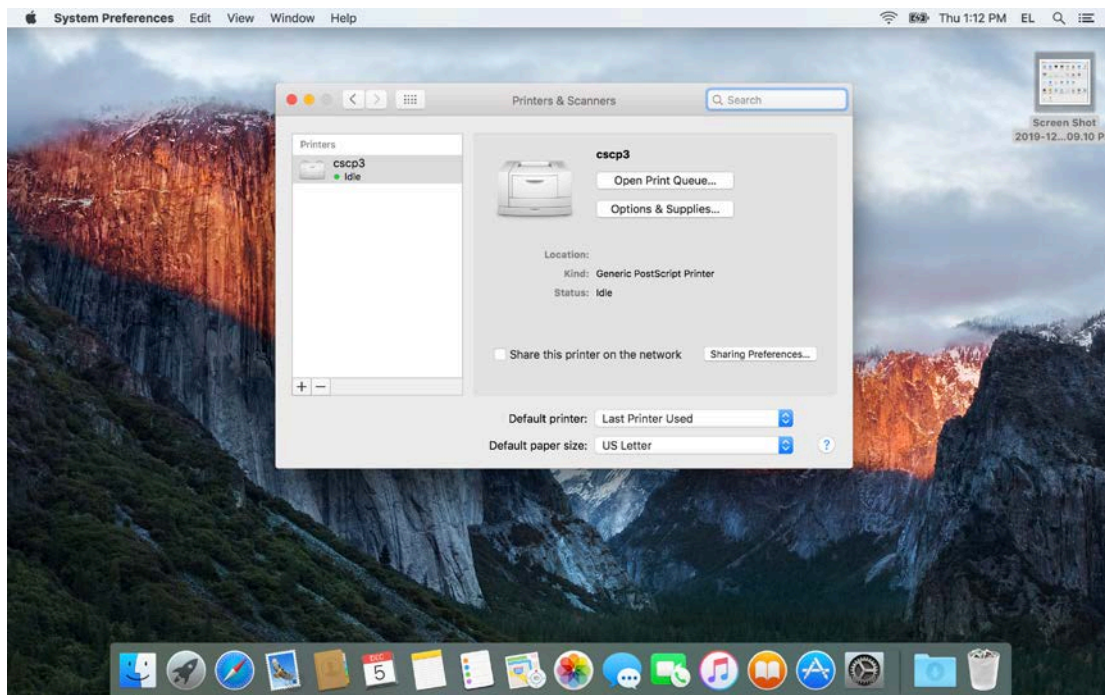 System Preferences Edit View Window Help Thu 1:12 PM EL
Printers & Scanners Search
Screen Shot
2019-12...09.10 P
Printers
cscp3
Idle
cscp3
Open Print Queue...
Options & Supplies...
Location:
Kind: Generic PostScript Printer
Status: Idle
Share this printer on the network Sharing Preferences...
+ −
Default printer: Last Printer Used
Default paper size: US Letter ?
DEC
5